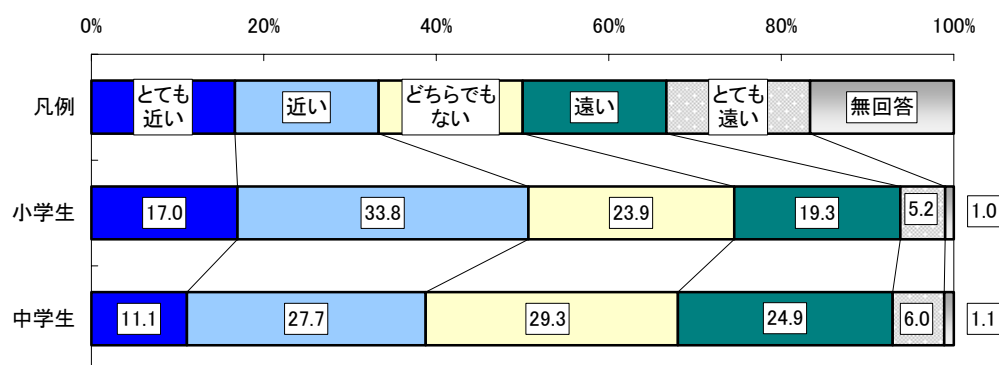 0% 20% 40% 60% 80% 100%
凡例 とても近い 近い どちらでもない 遠い とても遠い 無回答
小学生 17.0 33.8 23.9 19.3 5.2 1.0
中学生 11.1 27.7 29.3 24.9 6.0 1.1